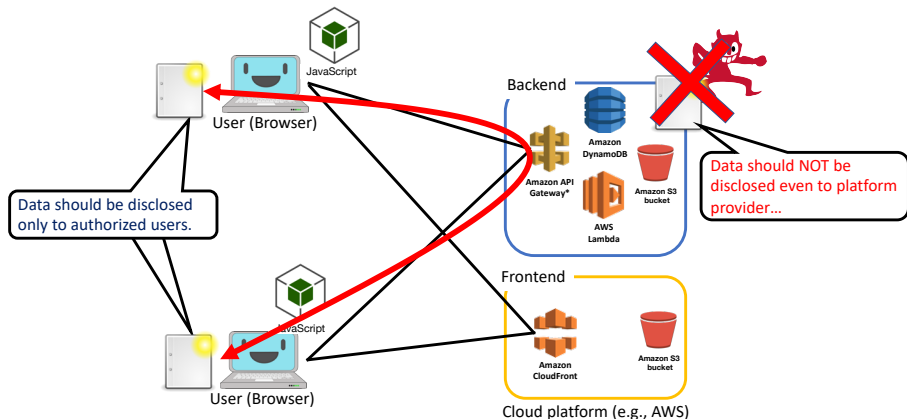 JavaScript
User (Browser)
Backend
Amazon
DynamoDB
Amazon API
Gateway*
Amazon S3
bucket
AWS
Lambda
Data should NOT be
disclosed even to platform
provider…
Data should be disclosed
only to authorized users.
Frontend
JavaScript
User (Browser)
Amazon
CloudFront
Amazon S3
bucket
Cloud platform (e.g., AWS)